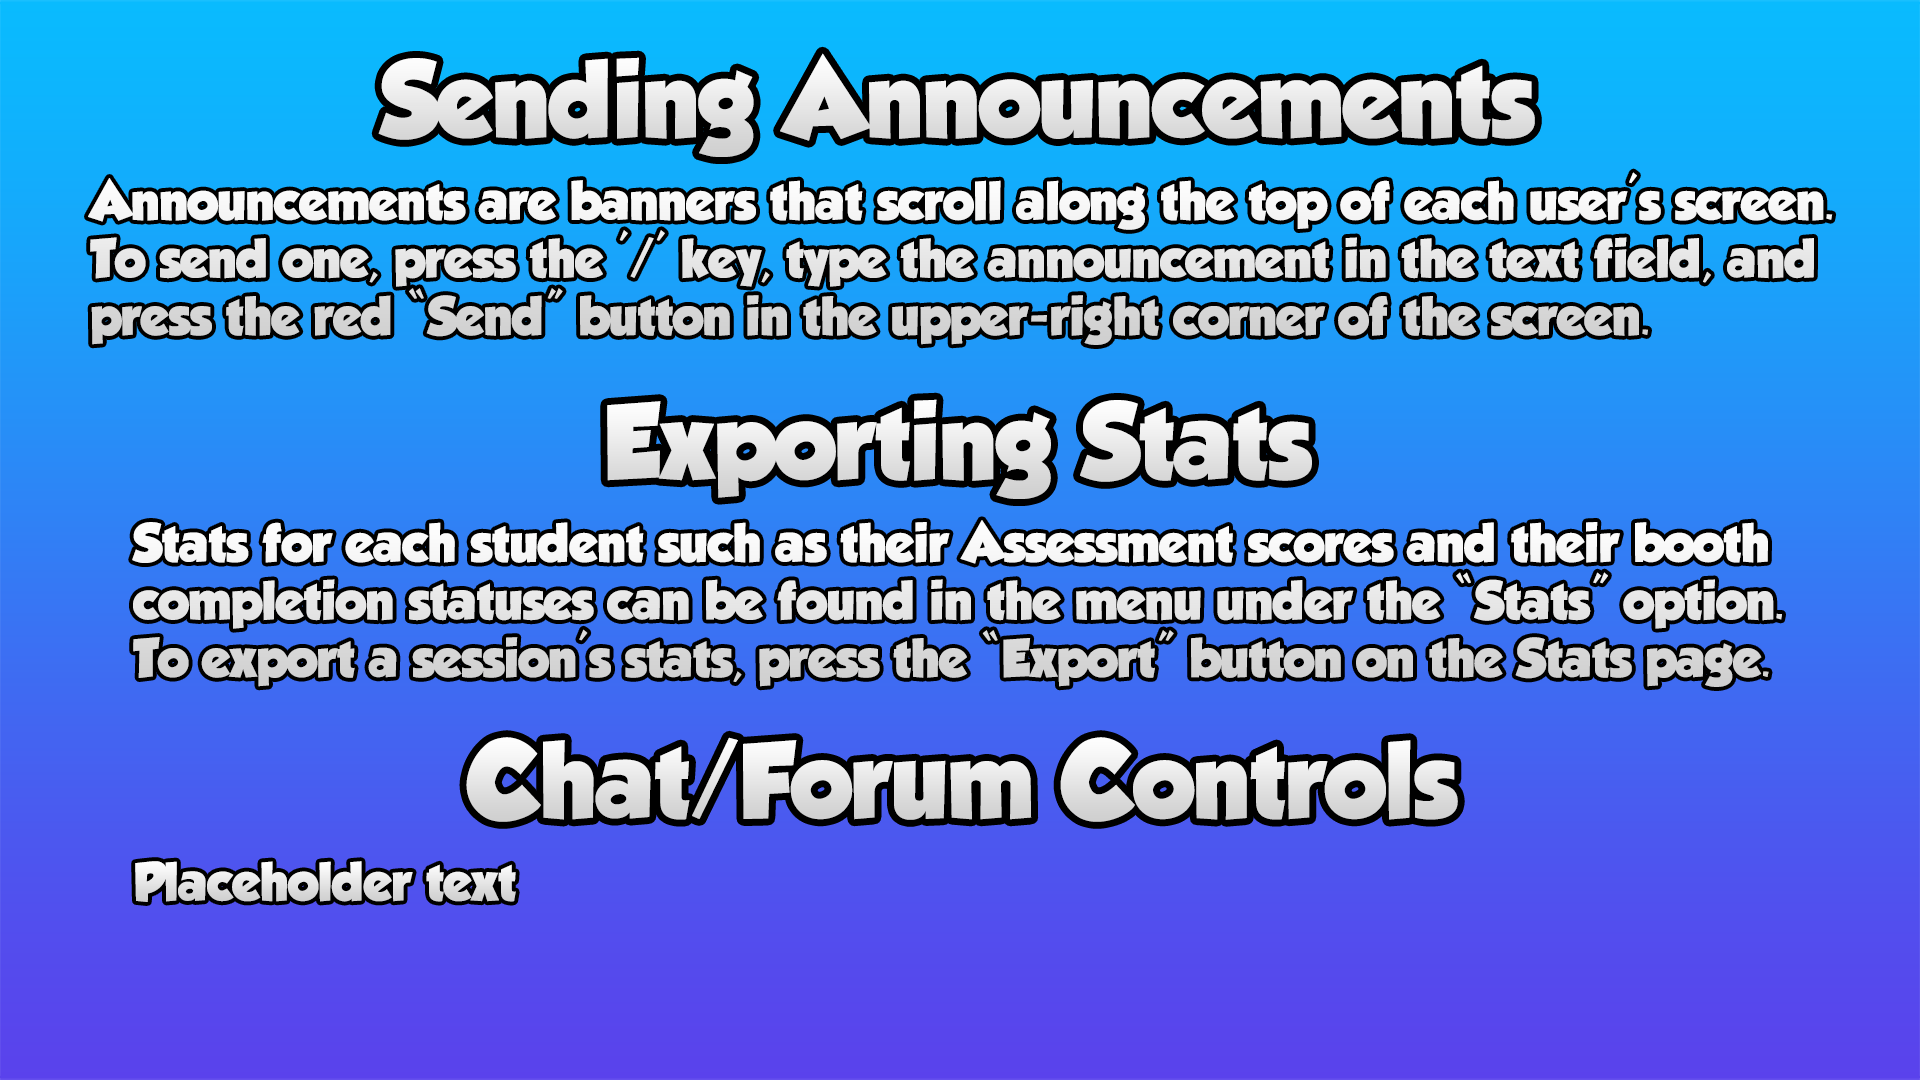 Sending Announcements
Announcements are banners that scroll along the top of each user's screen.
To send one, press the '/' key, type the announcement in the text field, and
press the red "Send" button in the upper-right corner of the screen.
Exporting Stats
Stats for each student such as their Assessment scores and their booth
completion statuses can be found in the menu under the "Stats" option.
To export a session's stats, press the "Export" button on the Stats page.
Chat/Forum Controls
Placeholder text